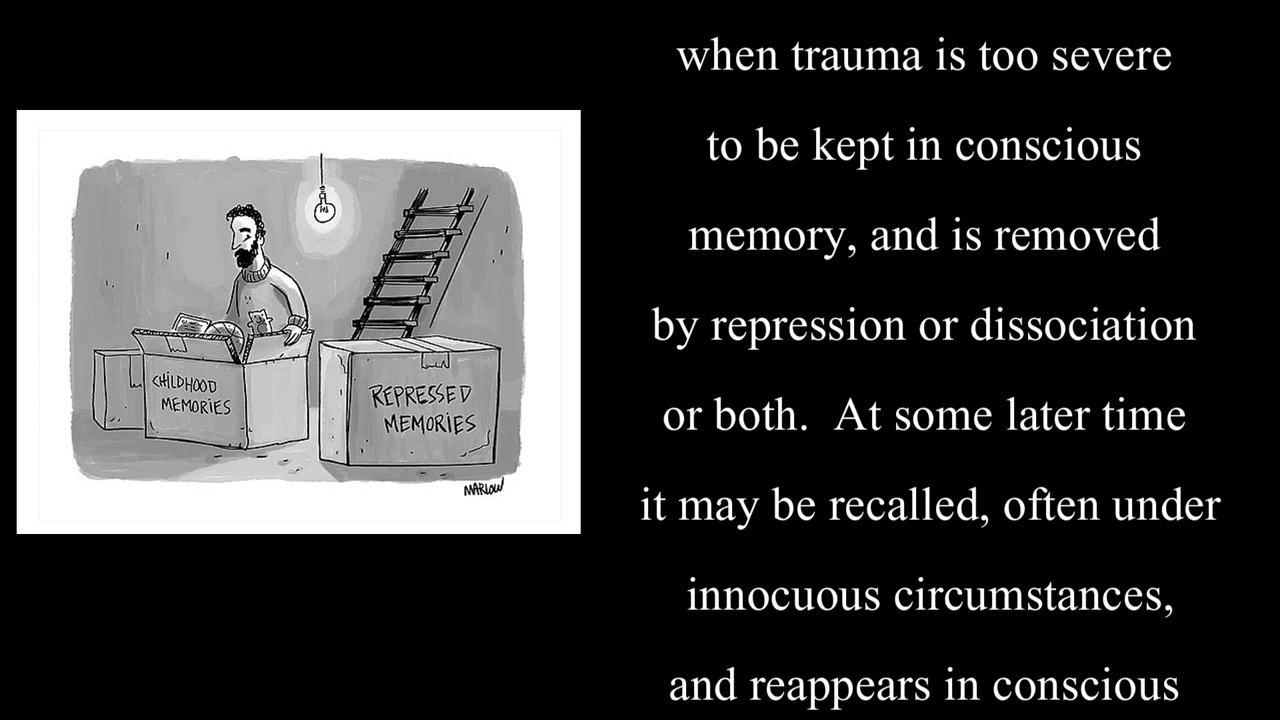 when trauma is too severe
to be kept in conscious
memory, and is removed
by repression or dissociation
or both.  At some later time
it may be recalled, often under
innocuous circumstances,
and reappears in conscious
CHILDHOOD
MEMORIES
REPRESSED
MEMORIES
MARLOW